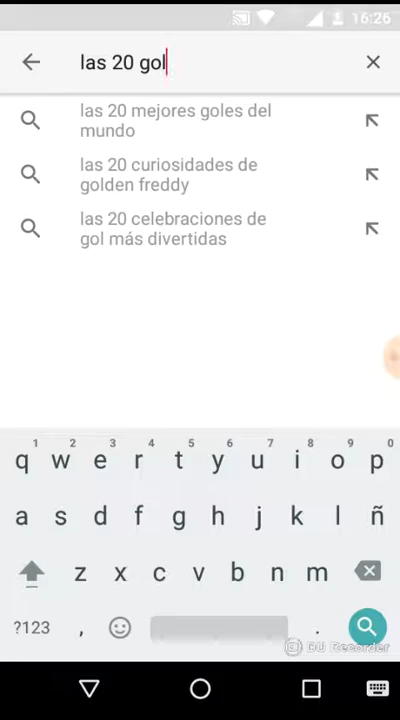 16:26
las 20 gol
las 20 mejores goles del
mundo
las 20 curiosidades de
golden freddy
las 20 celebraciones de
gol más divertidas
1 2 3 4 5 6 7 8 9 0
q w e r t y u i o p
a s d f g h j k l ñ
z x c v b n m
?123 , .
DU Recorder